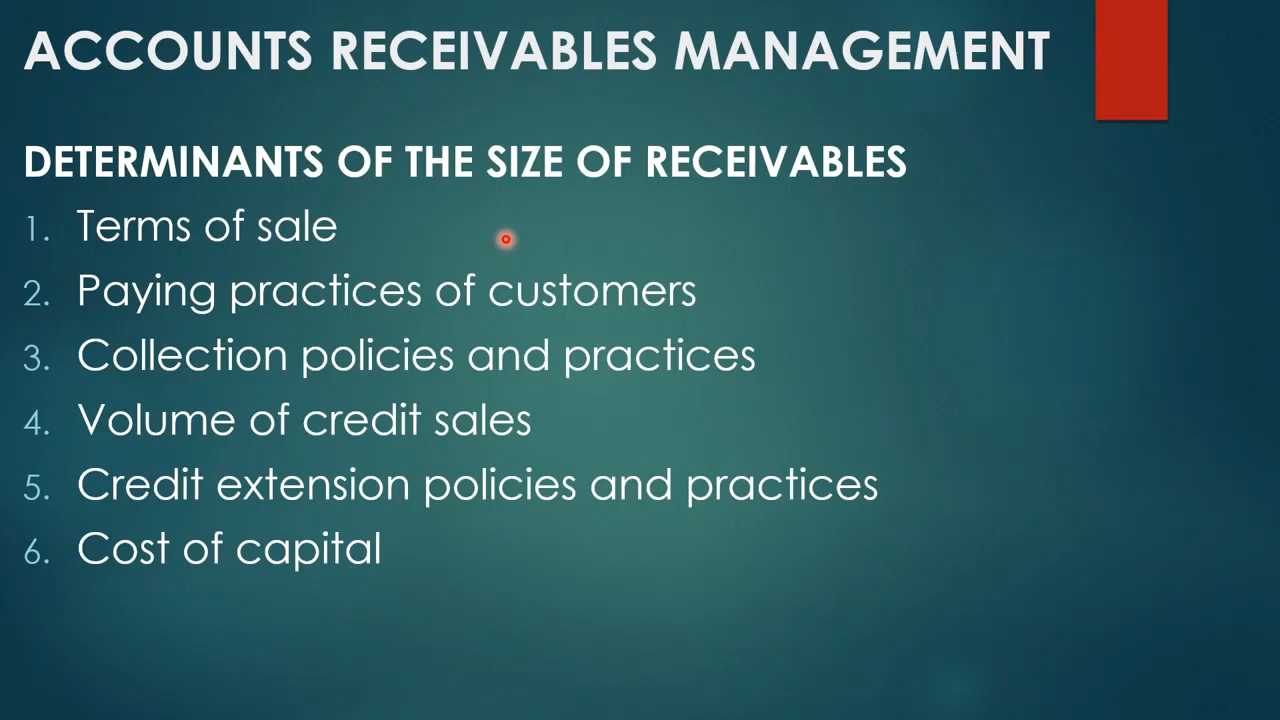 ACCOUNTS RECEIVABLES MANAGEMENT
DETERMINANTS OF THE SIZE OF RECEIVABLES
1. Terms of sale
2. Paying practices of customers
3. Collection policies and practices
4. Volume of credit sales
5. Credit extension policies and practices
6. Cost of capital